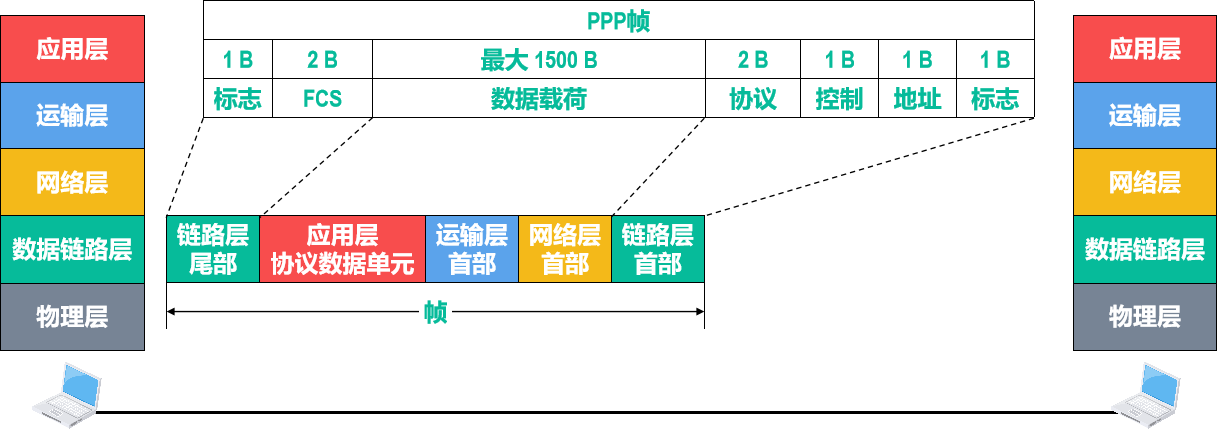 PPP帧
1 B 2 B 最大 1500 B 2 B 1 B 1 B 1 B
标志 FCS 数据载荷 协议 控制 地址 标志
应用层
运输层
网络层
数据链路层
物理层
链路层
尾部
应用层
协议数据单元
运输层
首部
网络层
首部
链路层
首部
帧
应用层
运输层
网络层
数据链路层
物理层